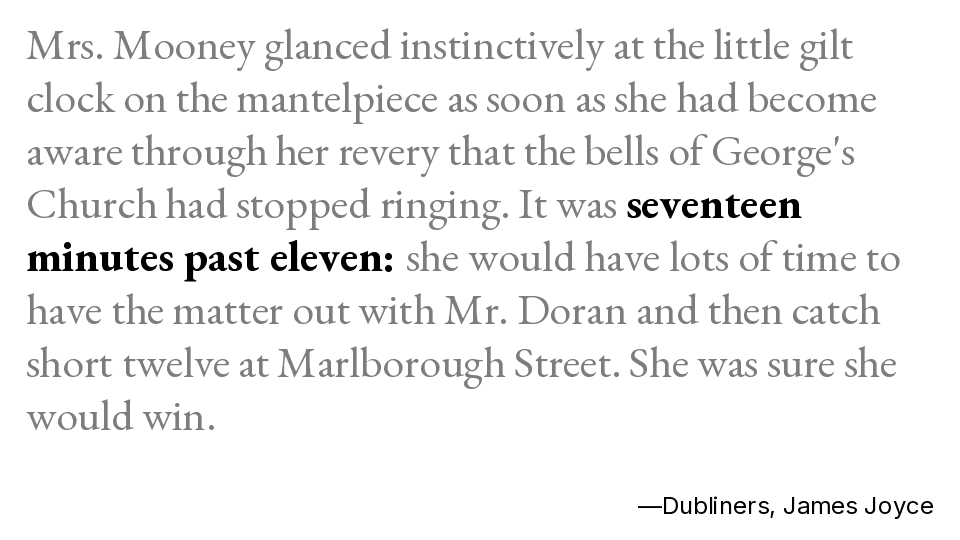 Mrs. Mooney glanced instinctively at the little gilt
clock on the mantelpiece as soon as she had become
aware through her revery that the bells of George's
Church had stopped ringing. It was seventeen
minutes past eleven: she would have lots of time to
have the matter out with Mr. Doran and then catch
short twelve at Marlborough Street. She was sure she
would win.
—Dubliners, James Joyce